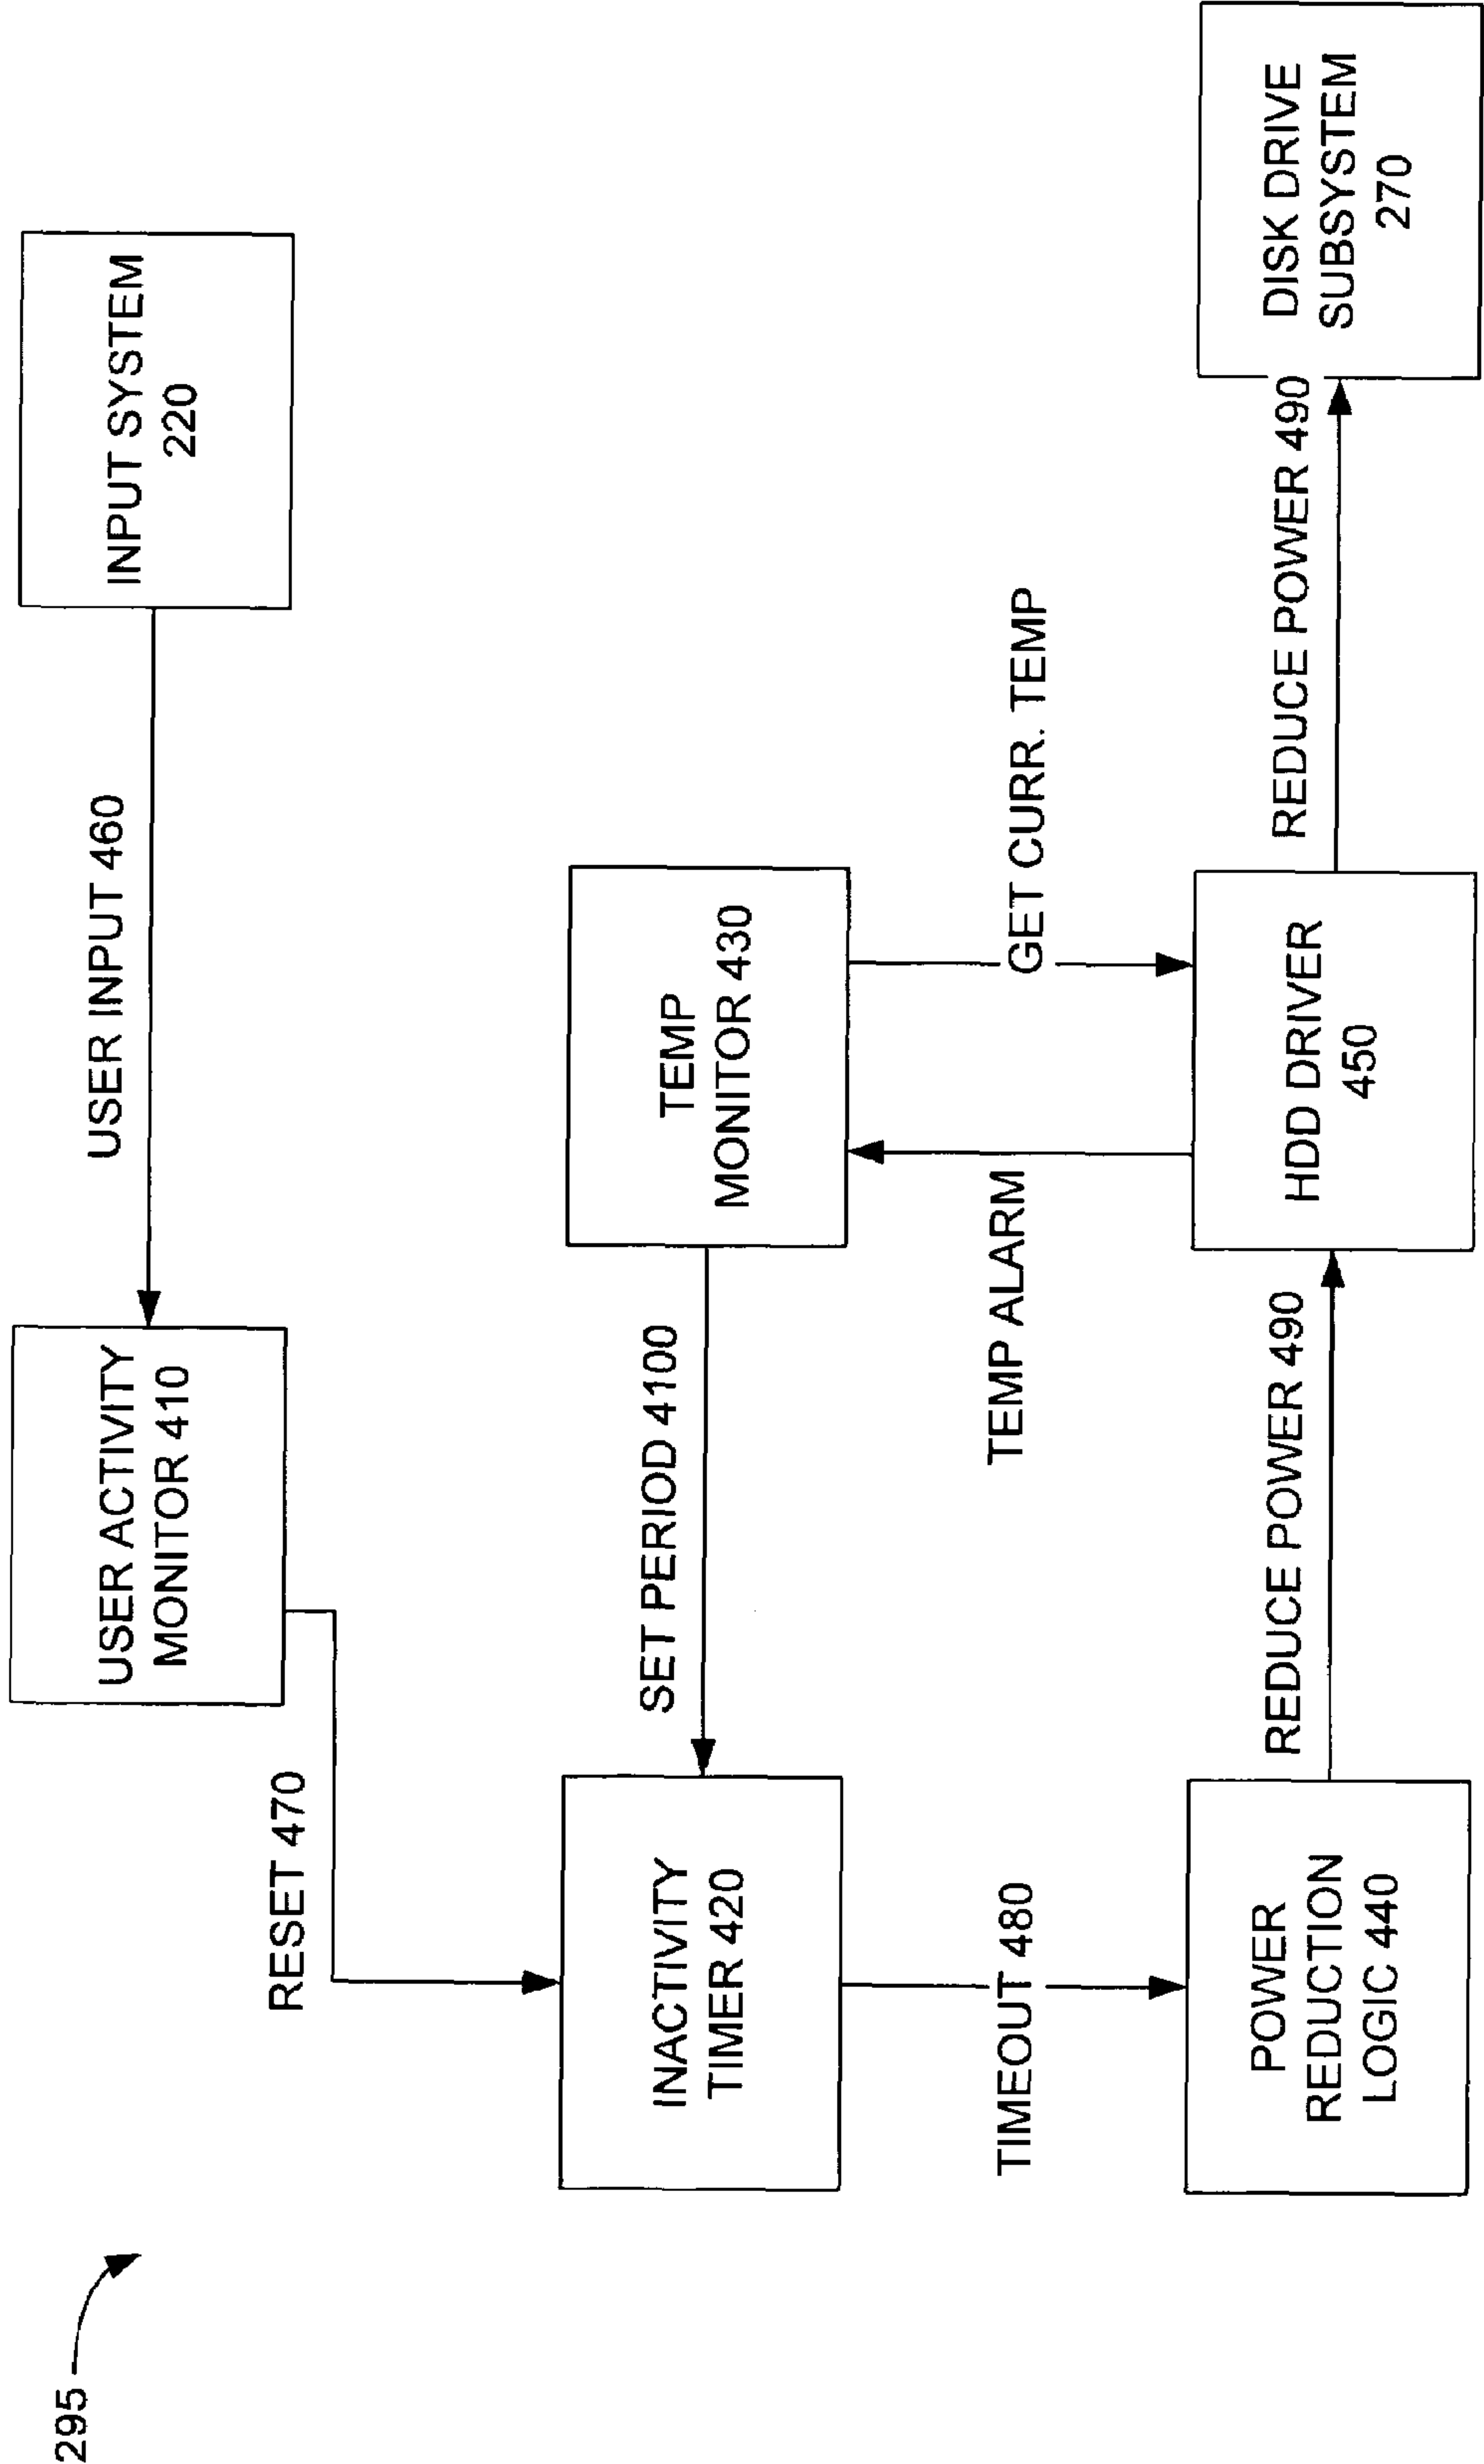 295
USER ACTIVITY
MONITOR 410
USER INPUT 460
INPUT SYSTEM
220
RESET 470
INACTIVITY
TIMER 420
SET PERIOD 4100
TEMP
MONITOR 430
TIMEOUT 480
TEMP ALARM
GET CURR. TEMP
POWER
REDUCTION
LOGIC 440
REDUCE POWER 490
HDD DRIVER
450
REDUCE POWER 490
DISK DRIVE
SUBSYSTEM
270